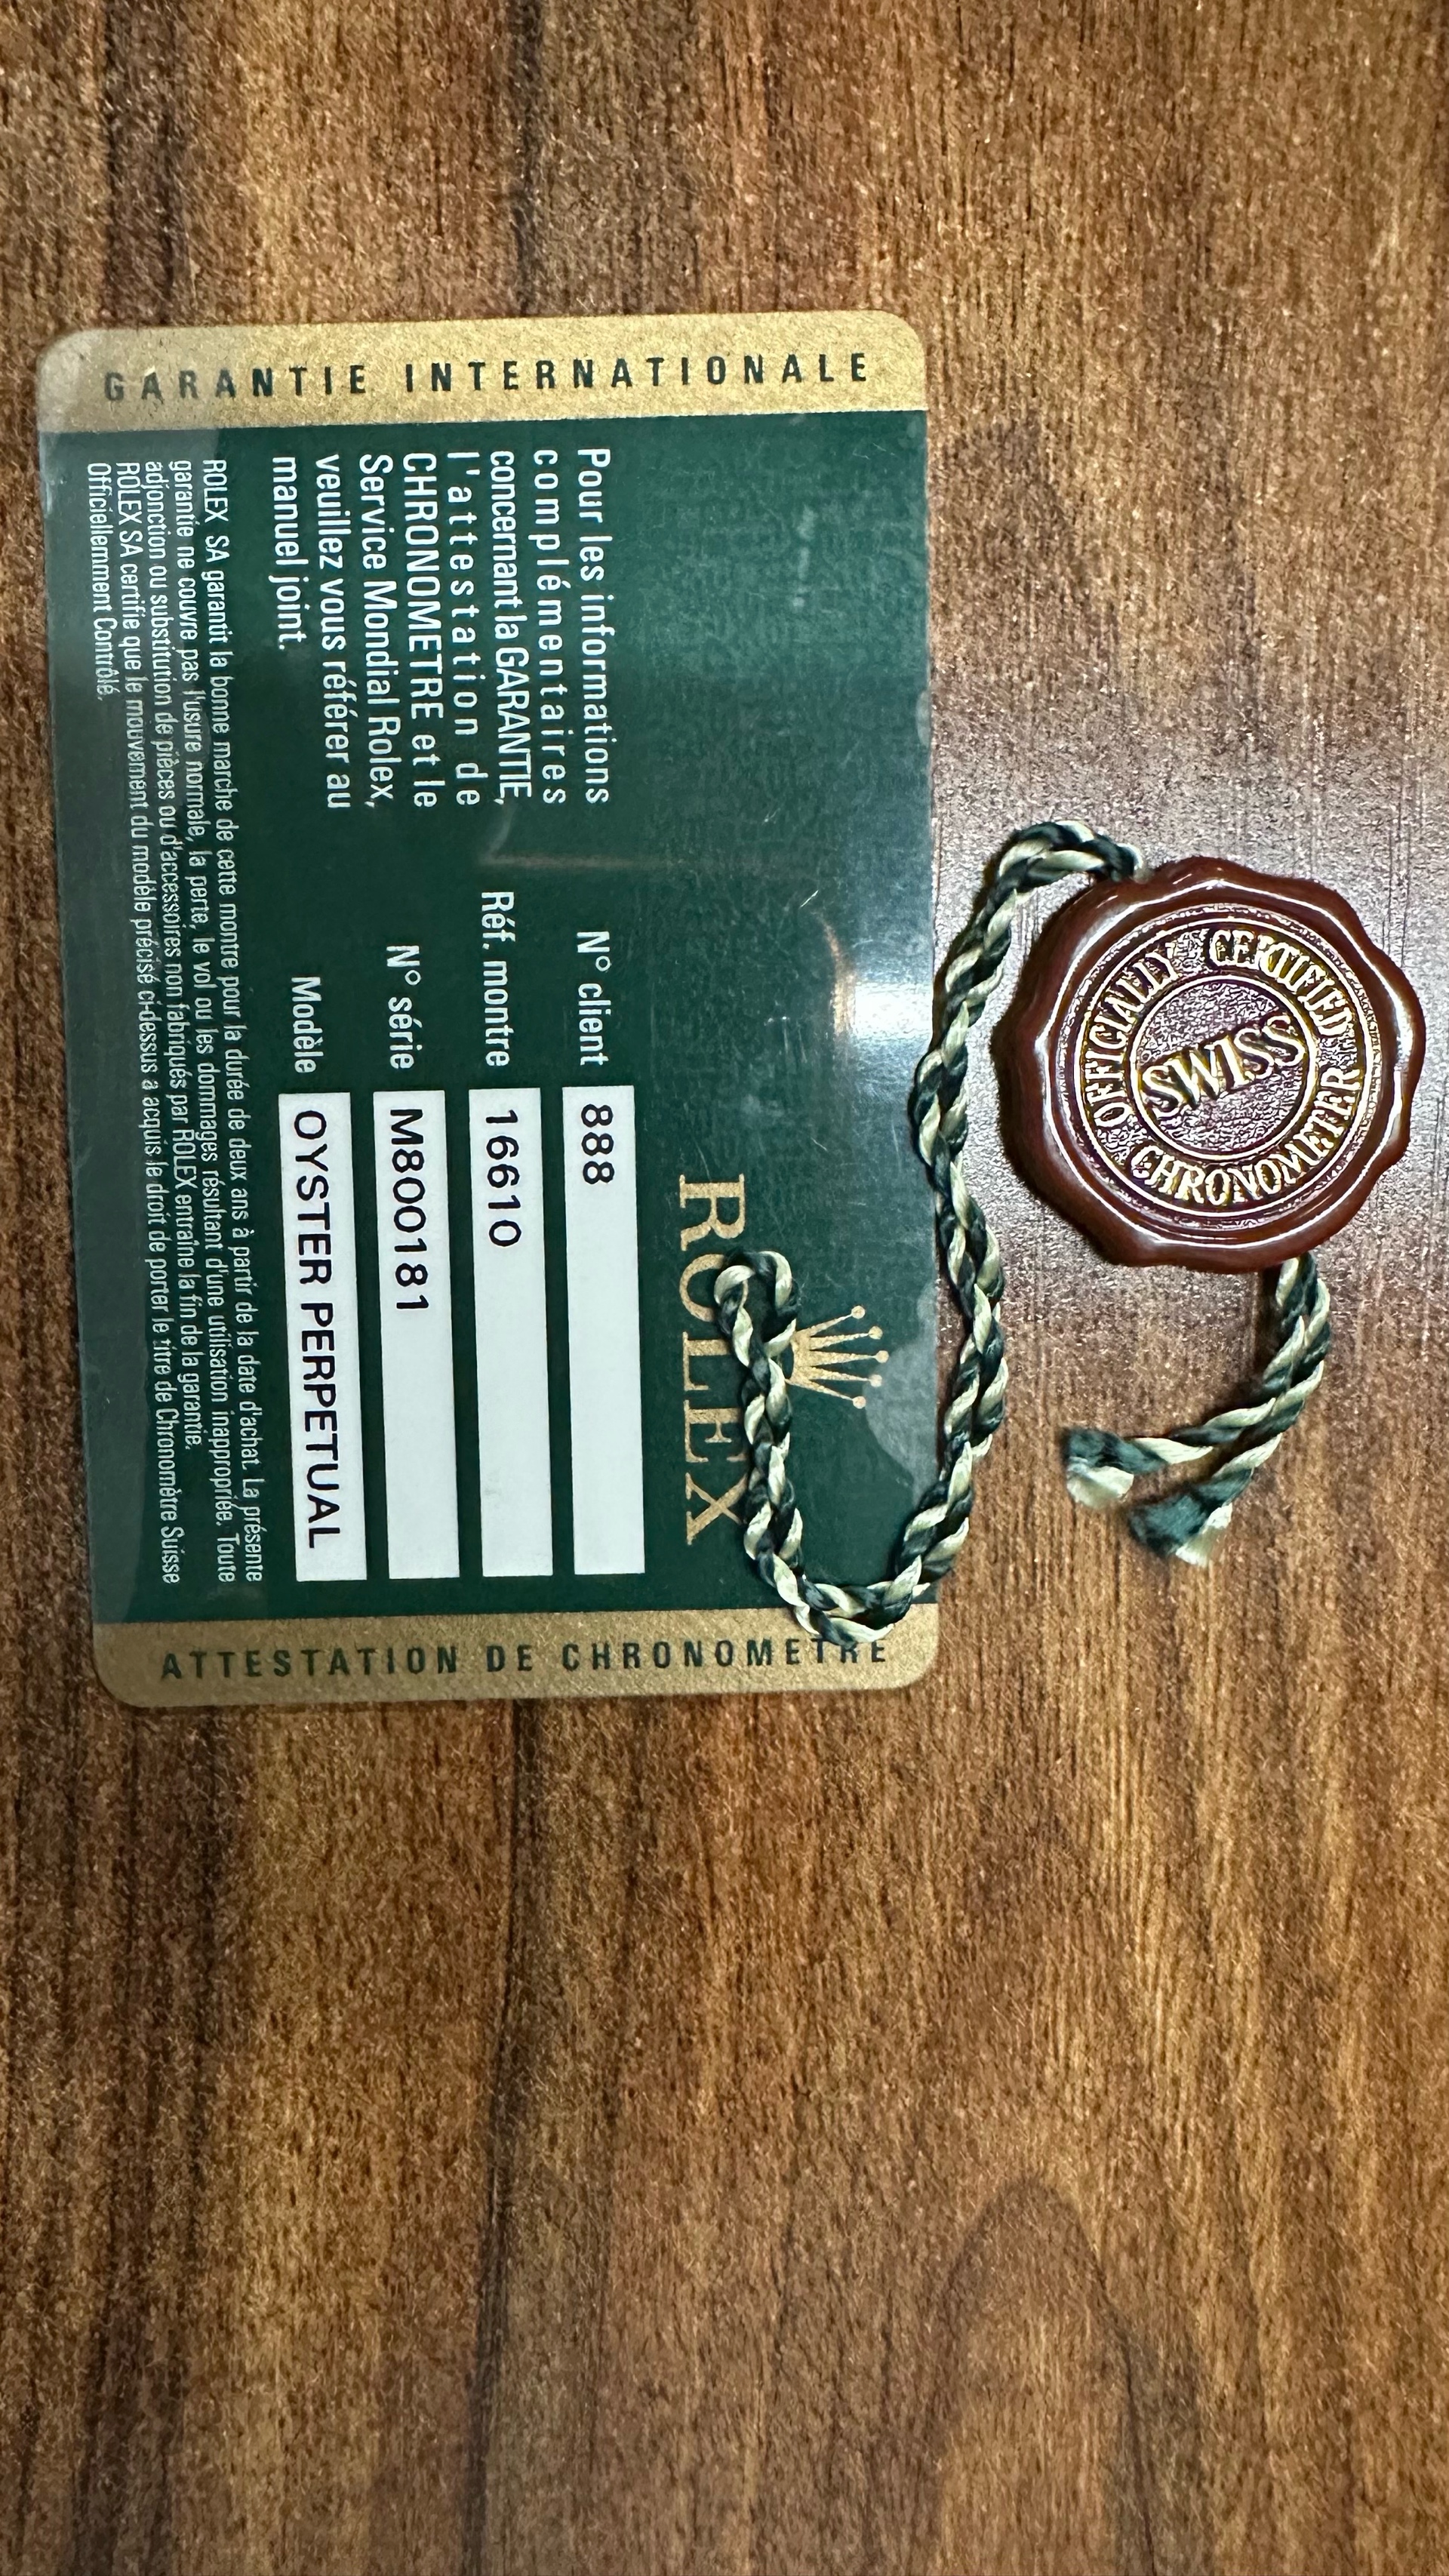 GARANTIE INTERNATIONALE
ROLEX
Pour les informations
complémentaires
concernant la GARANTIE,
l'attestation de
CHRONOMETRE et le
Service Mondial Rolex,
veuillez vous référer au
manuel joint.
N° client 888
Réf. montre 16610
N° série M800181
Modèle OYSTER PERPETUAL
ROLEX SA garantit la bonne marche de cette montre pour la durée de deux ans à partir de la date d'achat. La présente
garantie ne couvre pas l'usure normale, la perte, le vol ou les dommages résultant d'une utilisation inappropriée. Toute
adjonction ou substitution de pièces ou d'accessoires non fabriqués par ROLEX entraîne la fin de la garantie.
ROLEX SA certifie que le mouvement du modèle précisé ci-dessus a acquis le droit de porter le titre de Chronomètre Suisse
Officiellemment Contrôlé.
ATTESTATION DE CHRONOMETRE
OFFICIALLY CERTIFIED
SWISS
CHRONOMETER